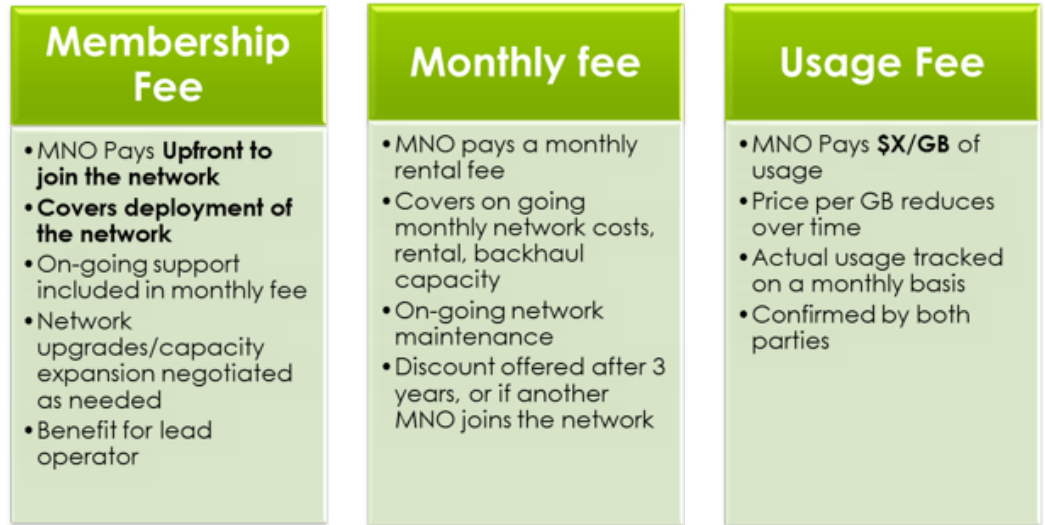 Membership
Fee
•MNO Pays Upfront to
join the network
•Covers deployment of
the network
•On-going support
included in monthly fee
•Network
upgrades/capacity
expansion negotiated
as needed
•Benefit for lead
operator
Monthly fee
•MNO pays a monthly
rental fee
•Covers on going
monthly network costs,
rental, backhaul
capacity
•On-going network
maintenance
•Discount offered after 3
years, or if another
MNO joins the network
Usage Fee
•MNO Pays $X/GB of
usage
•Price per GB reduces
over time
•Actual usage tracked
on a monthly basis
•Confirmed by both
parties